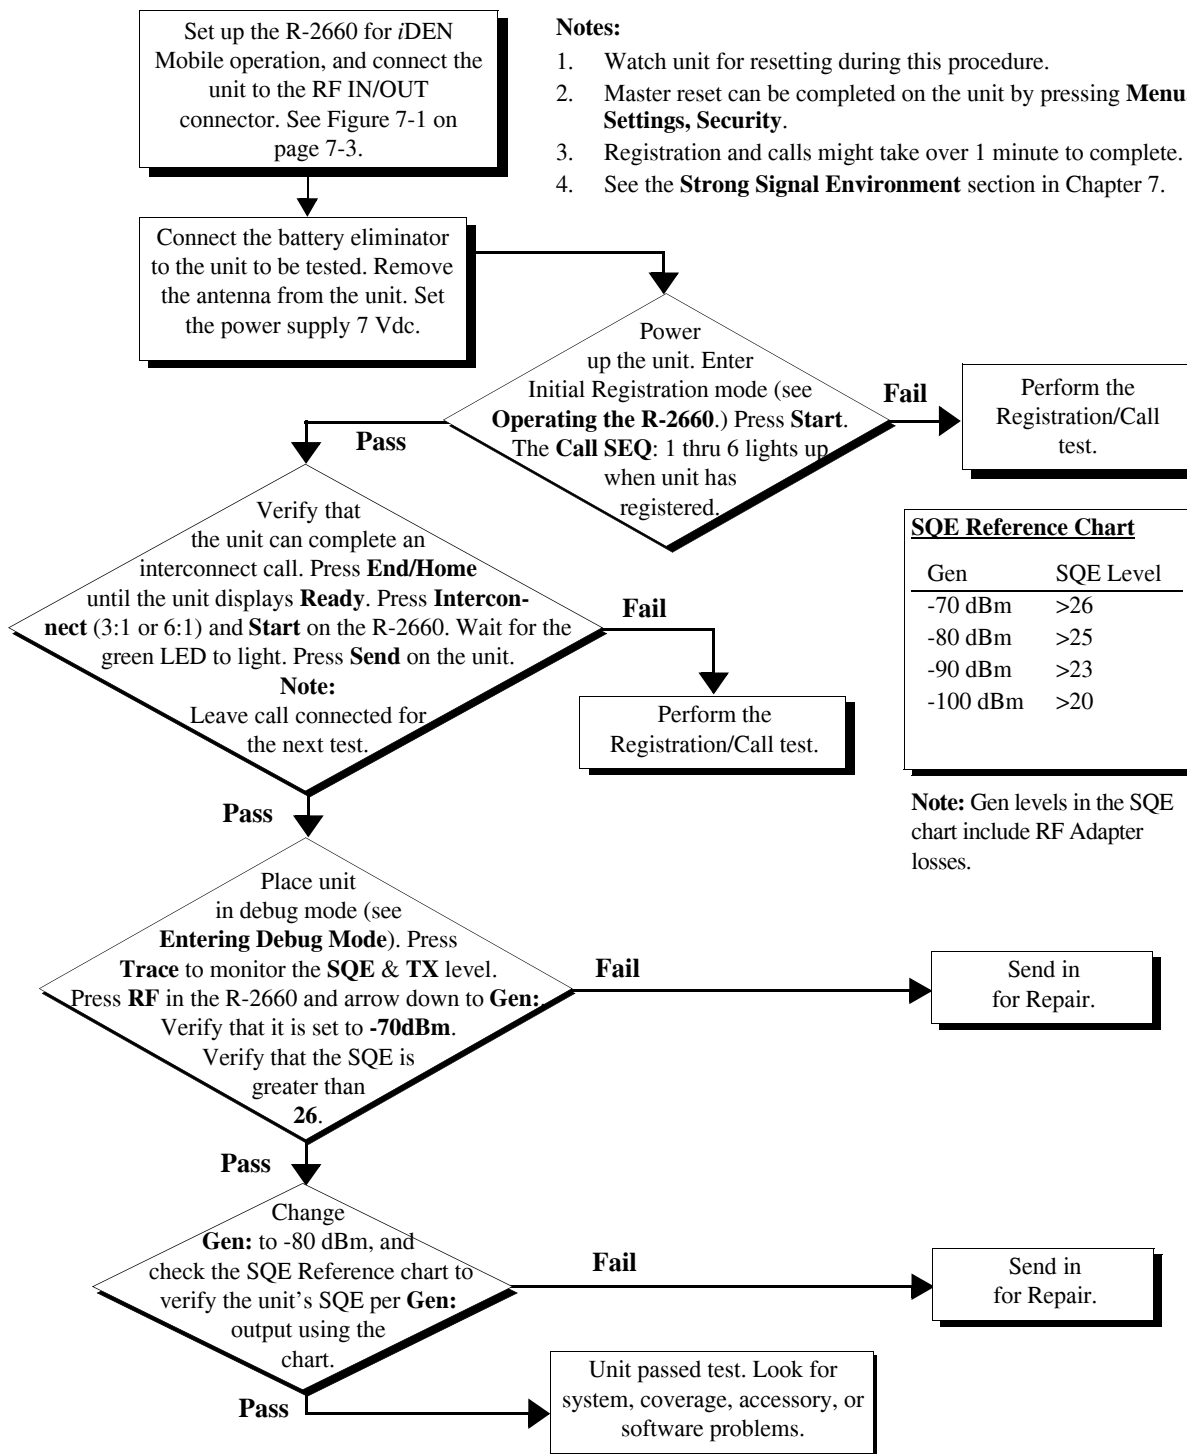 Set up the R-2660 for iDEN
Mobile operation, and connect the
unit to the RF IN/OUT
connector. See Figure 7-1 on
page 7-3.
Notes:
1. Watch unit for resetting during this procedure.
2. Master reset can be completed on the unit by pressing Menu,
Settings, Security.
3. Registration and calls might take over 1 minute to complete.
4. See the Strong Signal Environment section in Chapter 7.
Connect the battery eliminator
to the unit to be tested. Remove
the antenna from the unit. Set
the power supply 7 Vdc.
Power
up the unit. Enter
Initial Registration mode (see
Operating the R-2660.) Press Start.
The Call SEQ: 1 thru 6 lights up
when unit has
registered.
Fail
Perform the
Registration/Call
test.
Pass
Verify that
the unit can complete an
interconnect call. Press End/Home
until the unit displays Ready. Press Intercon-
nect (3:1 or 6:1) and Start on the R-2660. Wait for the
green LED to light. Press Send on the unit.
Note:
Leave call connected for
the next test.
Fail
Perform the
Registration/Call test.
SQE Reference Chart
Gen SQE Level
-70 dBm >26
-80 dBm >25
-90 dBm >23
-100 dBm >20
Note: Gen levels in the SQE
chart include RF Adapter
losses.
Pass
Place unit
in debug mode (see
Entering Debug Mode). Press
Trace to monitor the SQE & TX level.
Press RF in the R-2660 and arrow down to Gen:.
Verify that it is set to -70dBm.
Verify that the SQE is
greater than
26.
Fail
Send in
for Repair.
Pass
Change
Gen: to -80 dBm, and
check the SQE Reference chart to
verify the unit's SQE per Gen:
output using the
chart.
Fail
Send in
for Repair.
Pass
Unit passed test. Look for
system, coverage, accessory, or
software problems.